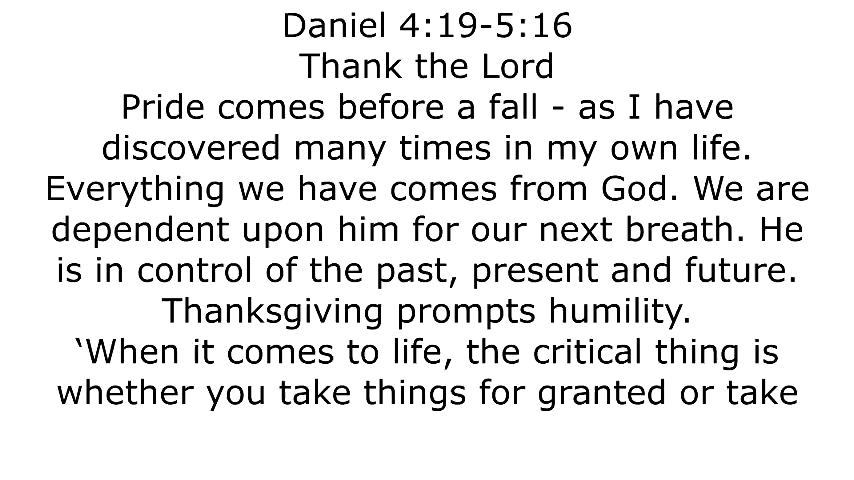 Daniel 4:19-5:16
Thank the Lord
Pride comes before a fall - as I have
discovered many times in my own life.
Everything we have comes from God. We are
dependent upon him for our next breath. He
is in control of the past, present and future.
Thanksgiving prompts humility.
‘When it comes to life, the critical thing is
whether you take things for granted or take